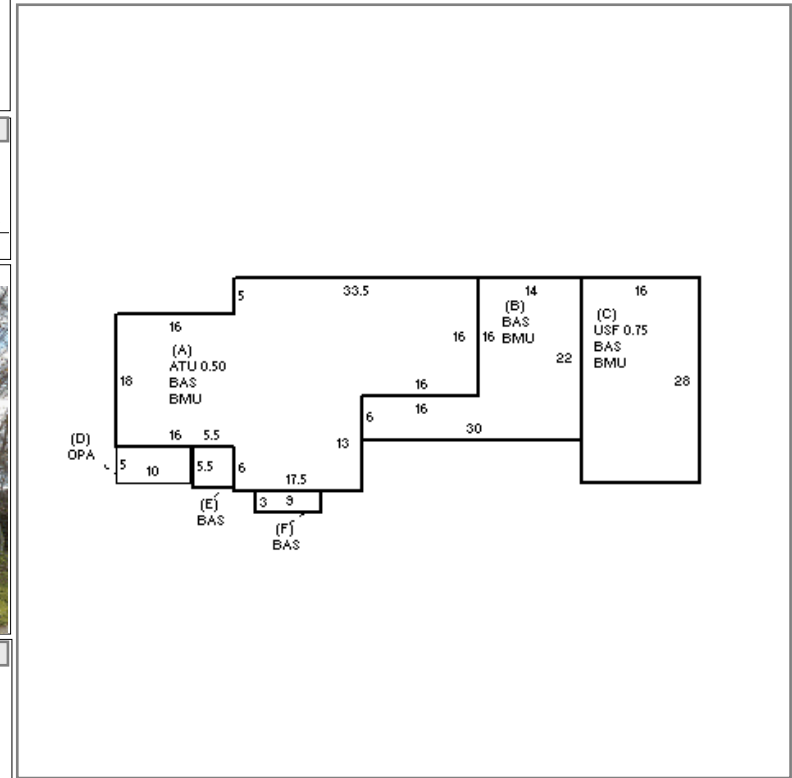 5
33.5
14
16
(B)
BAS
BMU
(C)
USF 0.75
BAS
BMU
16
16
16
22
(A)
ATU 0.50
BAS
BMU
18
28
16
16
6
30
16
5.5
13
(D)
OPA
5
10
5.5
6
17.5
(E)
BAS
3
9
(F)
BAS